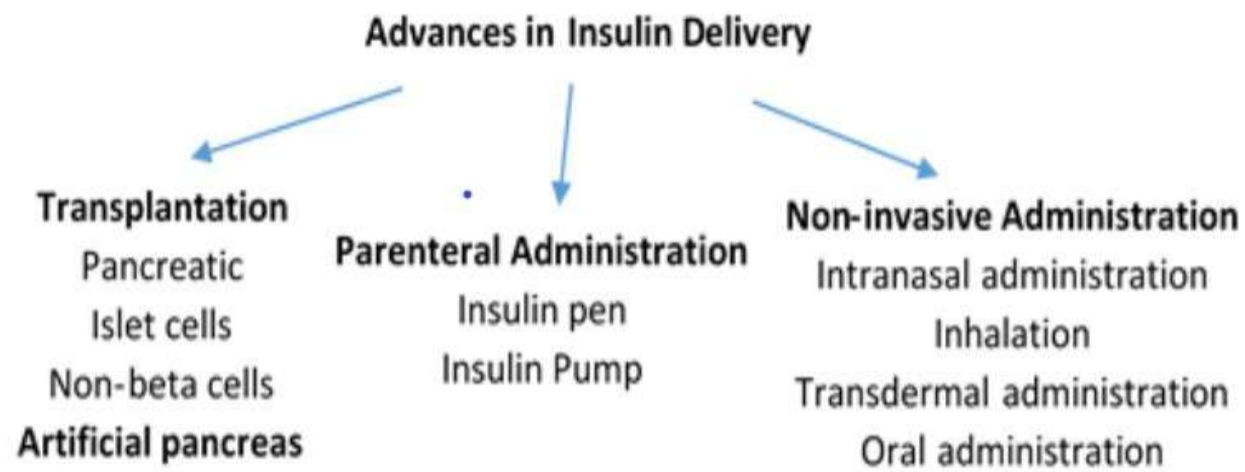 Advances in Insulin Delivery
Transplantation
Pancreatic
Islet cells
Non-beta cells
Artificial pancreas
Parenteral Administration
Insulin pen
Insulin Pump
Non-invasive Administration
Intranasal administration
Inhalation
Transdermal administration
Oral administration